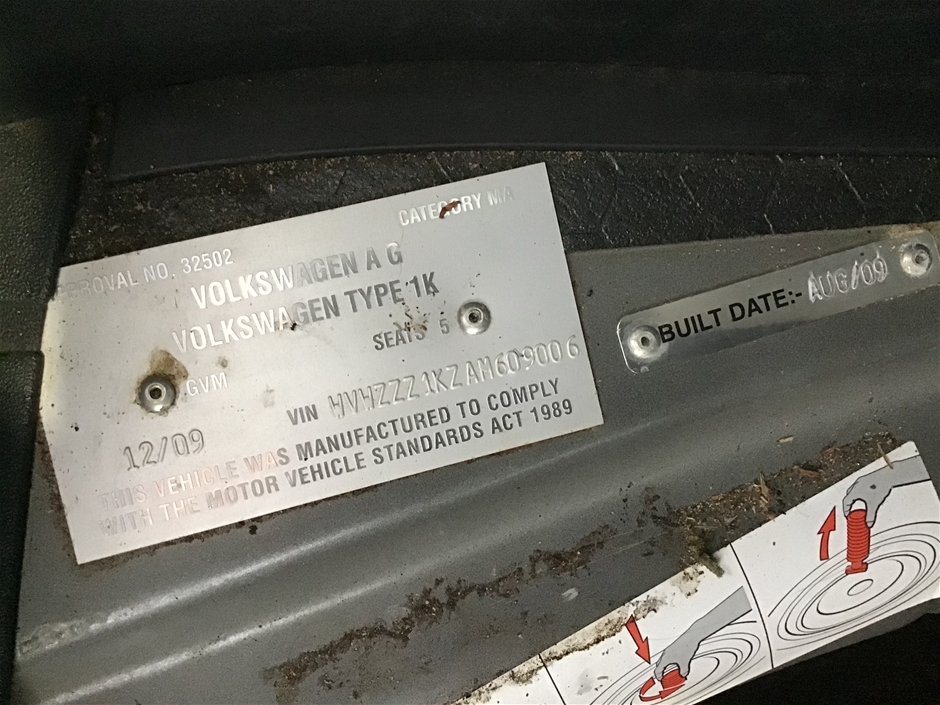 PROVAL NO. 32502
CATEGORY MA
VOLKSWAGEN A G
VOLKSWAGEN TYPE 1K
SEATS 5
GVM
VIN WVWZZZ1KZAM609006
12/09
THIS VEHICLE WAS MANUFACTURED TO COMPLY
WITH THE MOTOR VEHICLE STANDARDS ACT 1989
BUILT DATE:- AUG/09